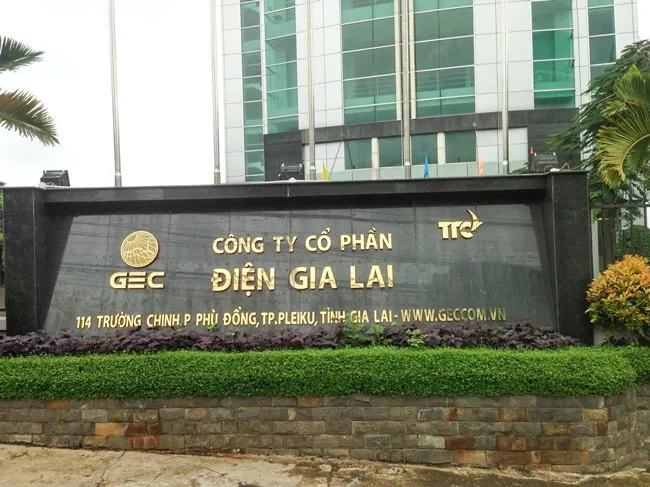 GEC
CÔNG TY CỔ PHẦN
TTC
ĐIỆN GIA LAI
114 TRƯỜNG CHINH.P PHÙ ĐỔNG,TP.PLEIKU,TỈNH GIA LAI- WWW.GECCOM.VN